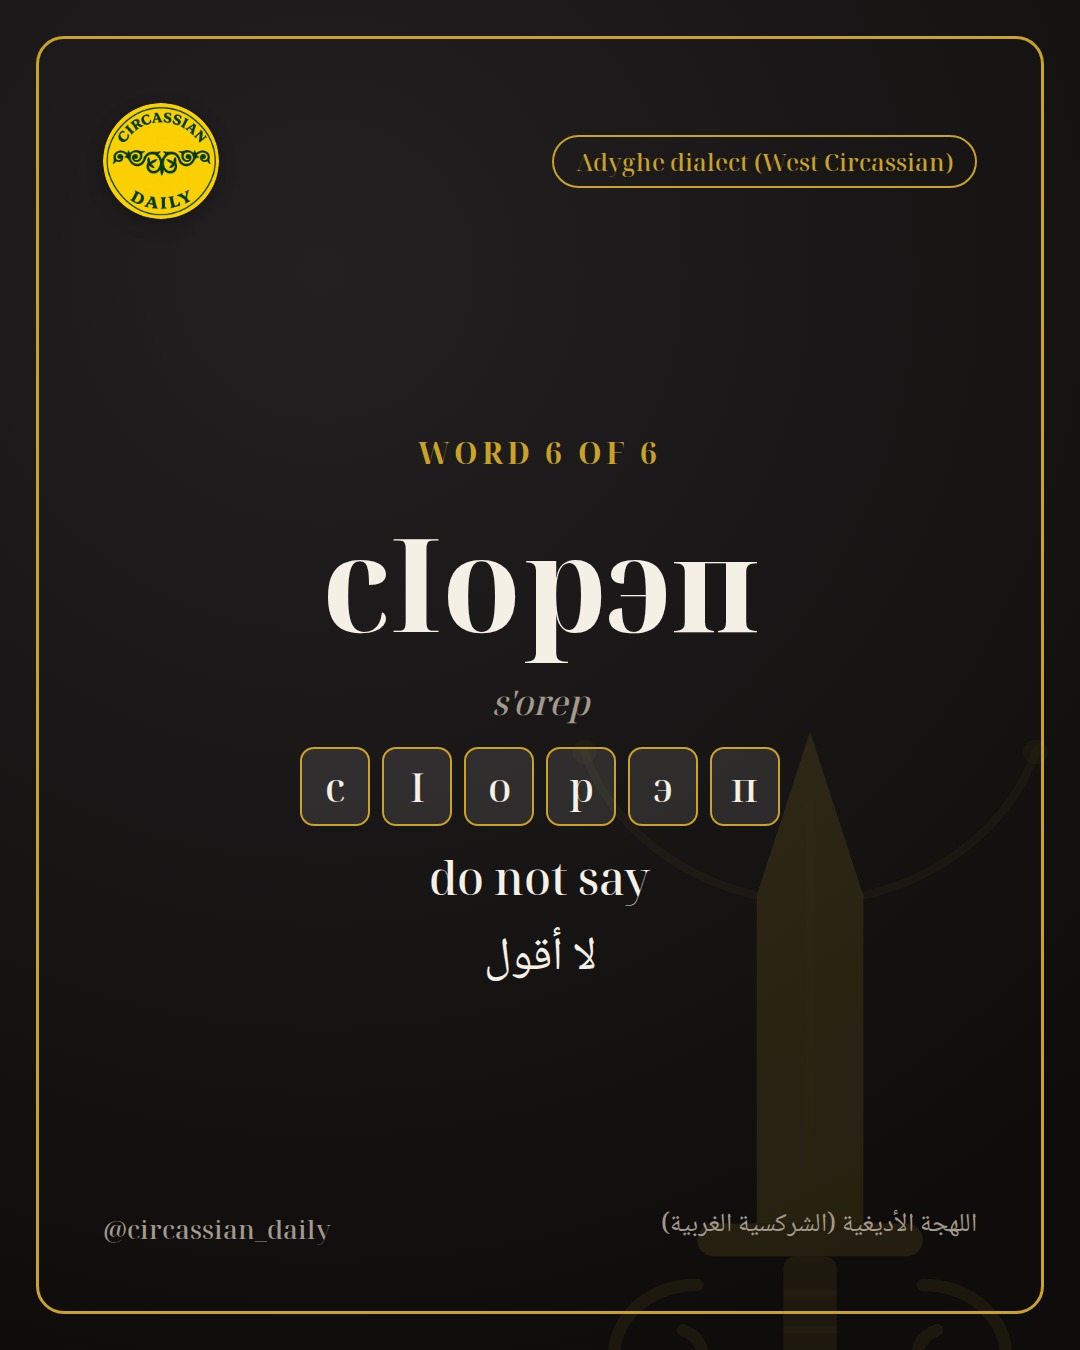 CIRCASSIAN
DAILY
Adyghe dialect (West Circassian)
WORD 6 OF 6
сӀорэп
s'orep
с Ӏ о р э п
do not say
لا أقول
@circassian_daily
اللهجة الأديغية (الشركسية الغربية)